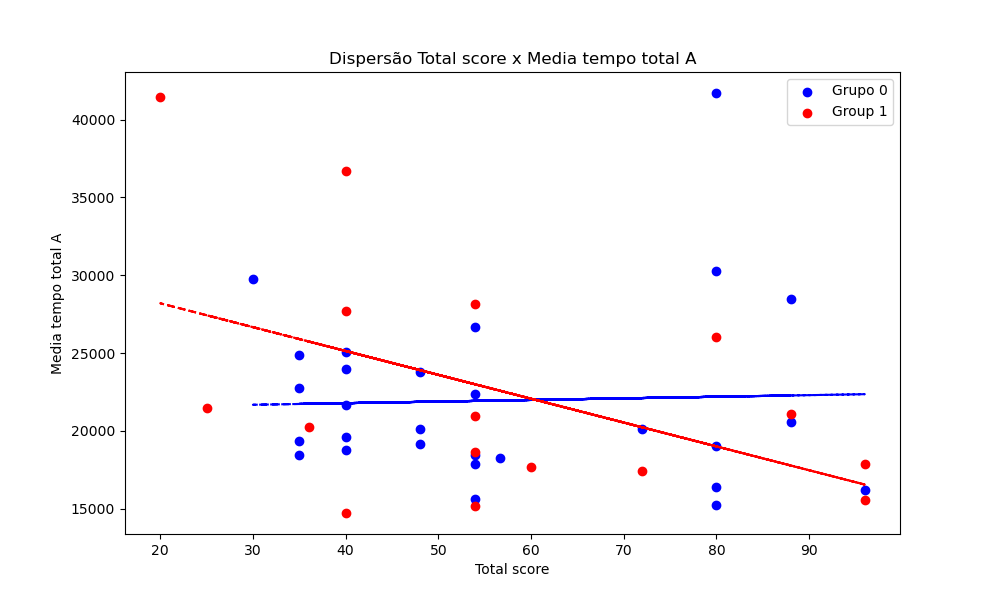 Dispersão Total score x Media tempo total A
Grupo 0
Group 1
Media tempo total A
40000
35000
30000
25000
20000
15000
20 30 40 50 60 70 80 90
Total score